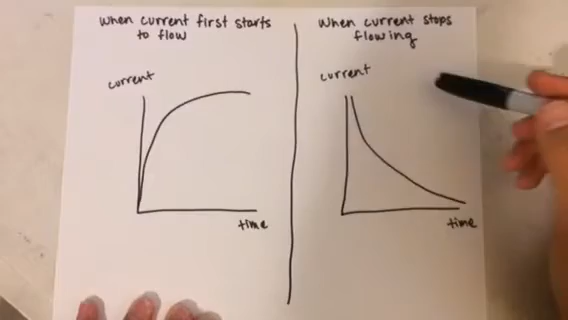 when current first starts
to flow
current
time
when current stops
flowing
current
time